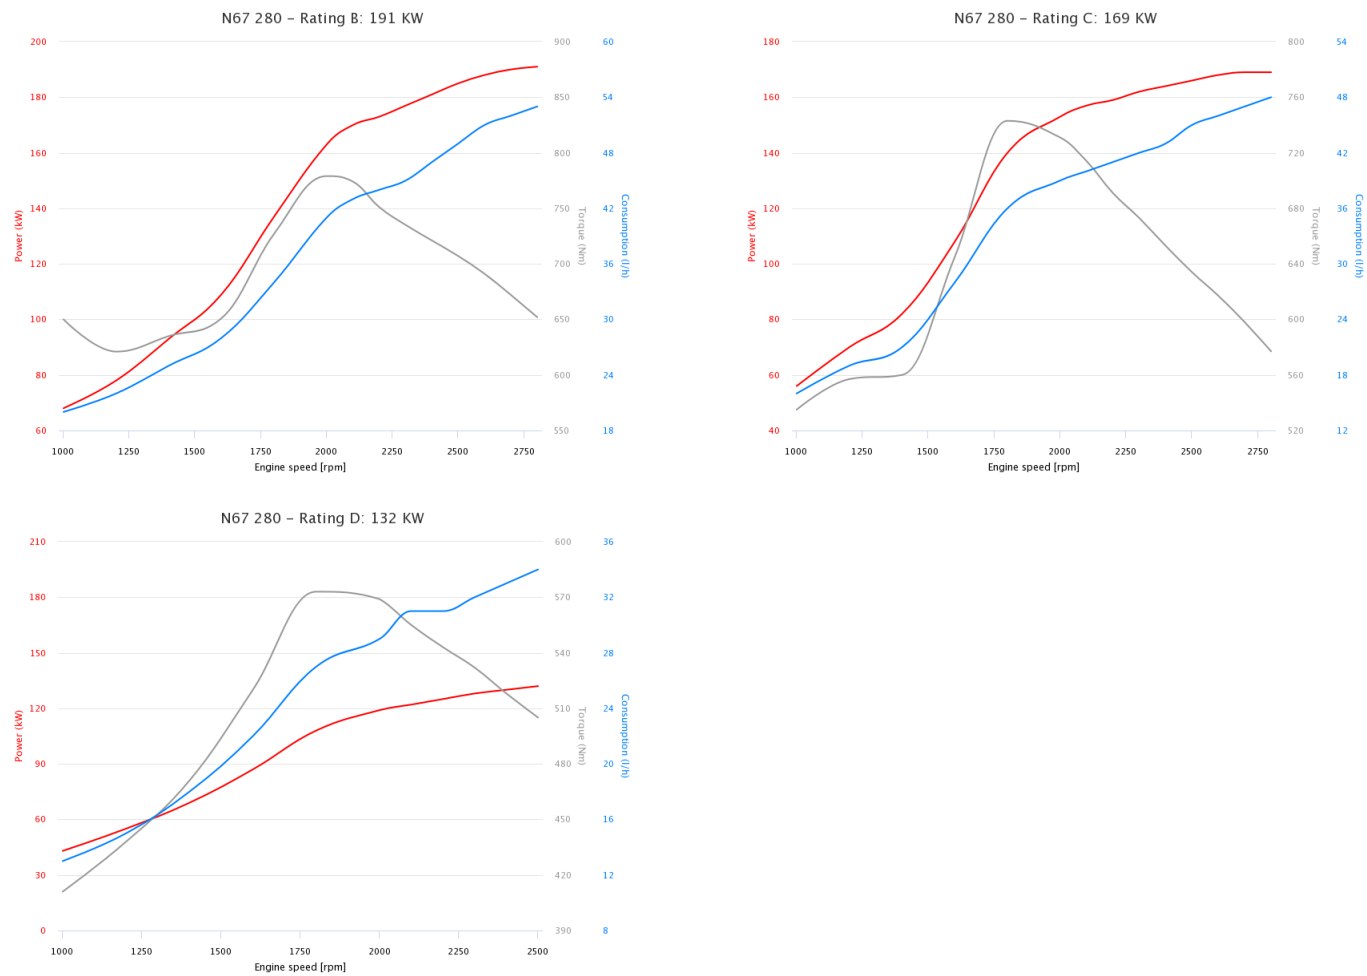 N67 280 – Rating B: 191 KW
200 900 60
180 850 54
160 800 48
140 750 42
120 700 36
100 650 30
80 600 24
60 550 18
Power (kW)
Torque (Nm)
Consumption (l/h)
1000 1250 1500 1750 2000 2250 2500 2750
Engine speed [rpm]
N67 280 – Rating C: 169 KW
180 800 54
160 760 48
140 720 42
120 680 36
100 640 30
80 600 24
60 560 18
40 520 12
Power (kW)
Torque (Nm)
Consumption (l/h)
1000 1250 1500 1750 2000 2250 2500 2750
Engine speed [rpm]
N67 280 – Rating D: 132 KW
210 600 36
180 570 32
150 540 28
120 510 24
90 480 20
60 450 16
30 420 12
0 390 8
Power (kW)
Torque (Nm)
Consumption (l/h)
1000 1250 1500 1750 2000 2250 2500
Engine speed [rpm]